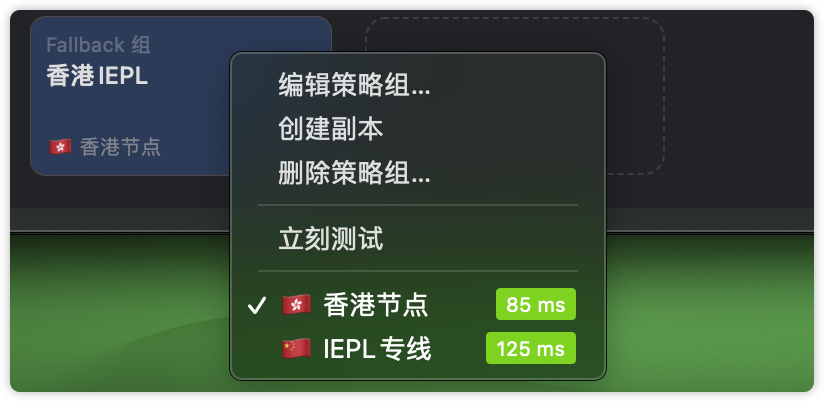 Fallback 组
香港 IEPL
香港节点
编辑策略组...
创建副本
删除策略组...
立刻测试
香港节点 85 ms
IEPL 专线 125 ms